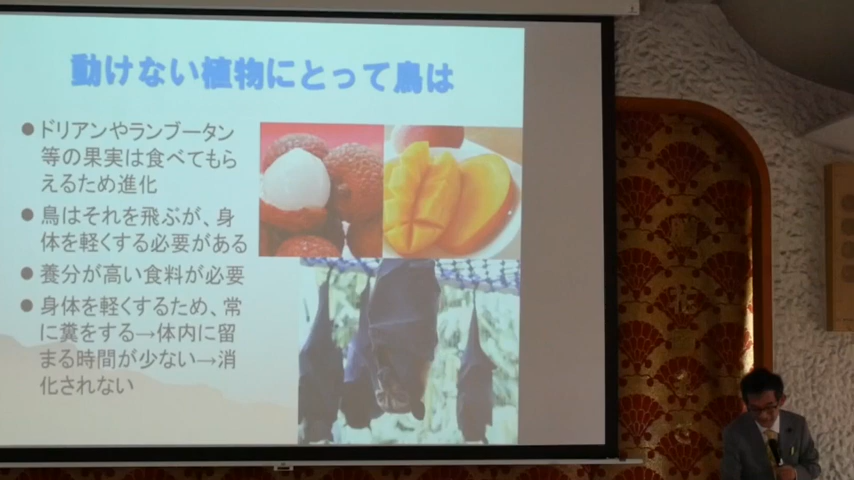 動けない植物にとって鳥は
●ドリアンやランブータン
等の果実は食べてもら
えるため進化
●鳥はそれを飛ぶが、身
体を軽くする必要がある
●養分が高い食料が必要
●身体を軽くするため、常
に糞をする→体内に留
まる時間が少ない→消
化されない